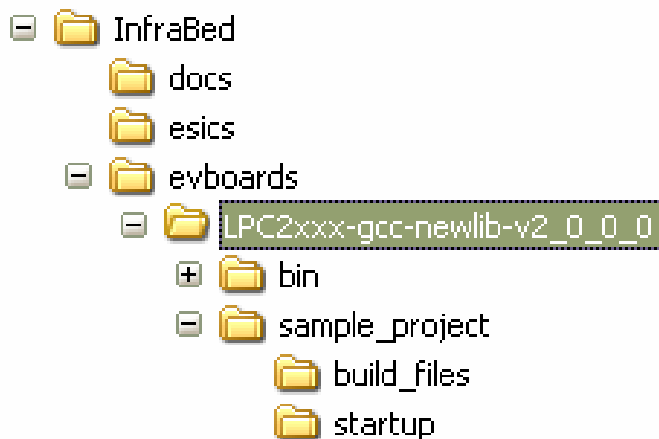 InfraBed
docs
esics
evboards
LPC2xxx-gcc-newlib-v2_0_0_0
bin
sample_project
build_files
startup